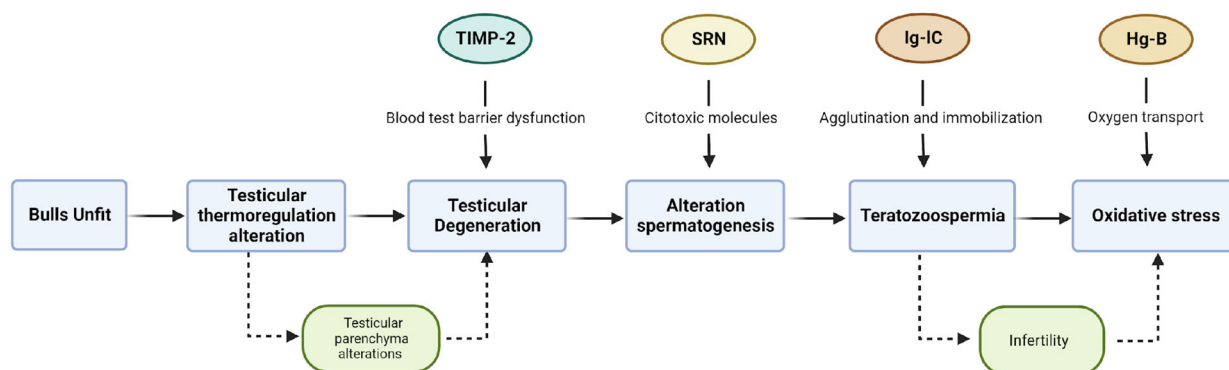 TIMP-2
SRN
Ig-IC
Hg-B
Blood test barrier dysfunction
Citotoxic molecules
Agglutination and immobilization
Oxygen transport
Bulls Unfit
Testicular
thermoregulation
alteration
Testicular
Degeneration
Alteration
spermatogenesis
Teratozoospermia
Oxidative stress
Testicular
parenchyma
alterations
Infertility